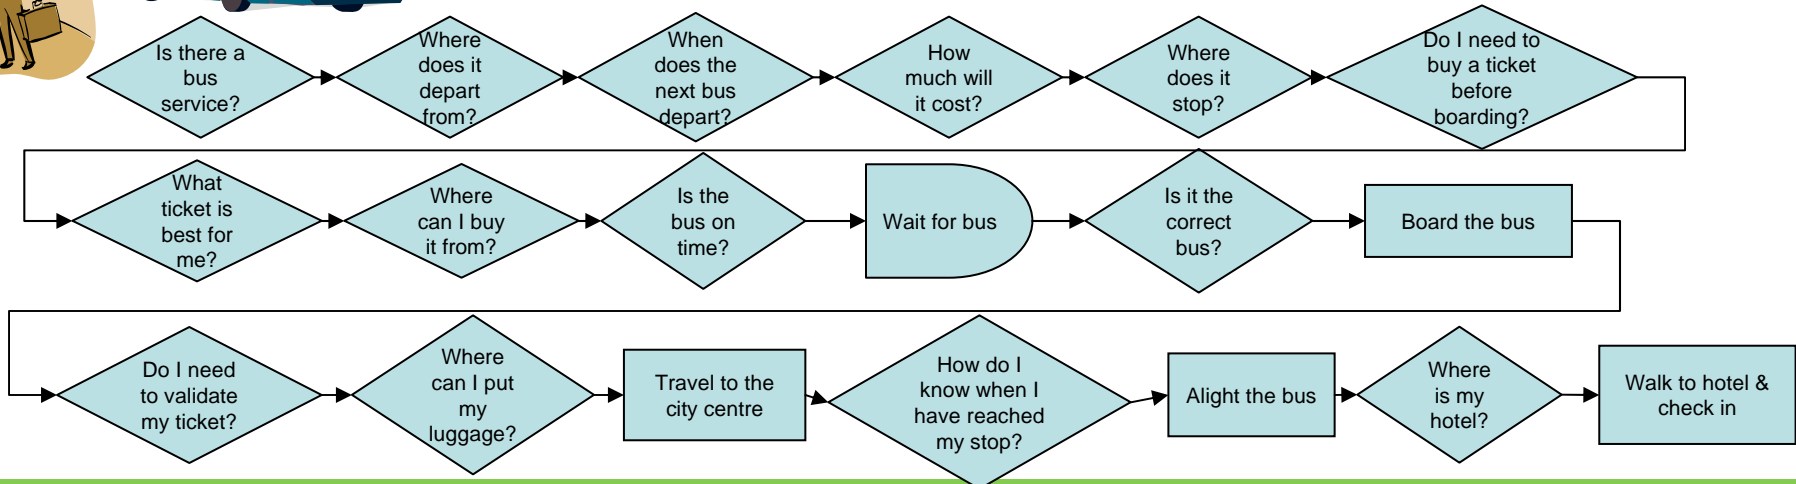 Is there a
bus
service?
Where
does it
depart
from?
When
does the
next bus
depart?
How
much will
it cost?
Where
does it
stop?
Do I need to
buy a ticket
before
boarding?
What
ticket is
best for
me?
Where
can I buy
it from?
Is the
bus on
time?
Wait for bus
Is it the
correct
bus?
Board the bus
Do I need
to validate
my ticket?
Where
can I put
my
luggage?
Travel to the
city centre
How do I
know when I
have reached
my stop?
Alight the bus
Where
is my
hotel?
Walk to hotel &
check in